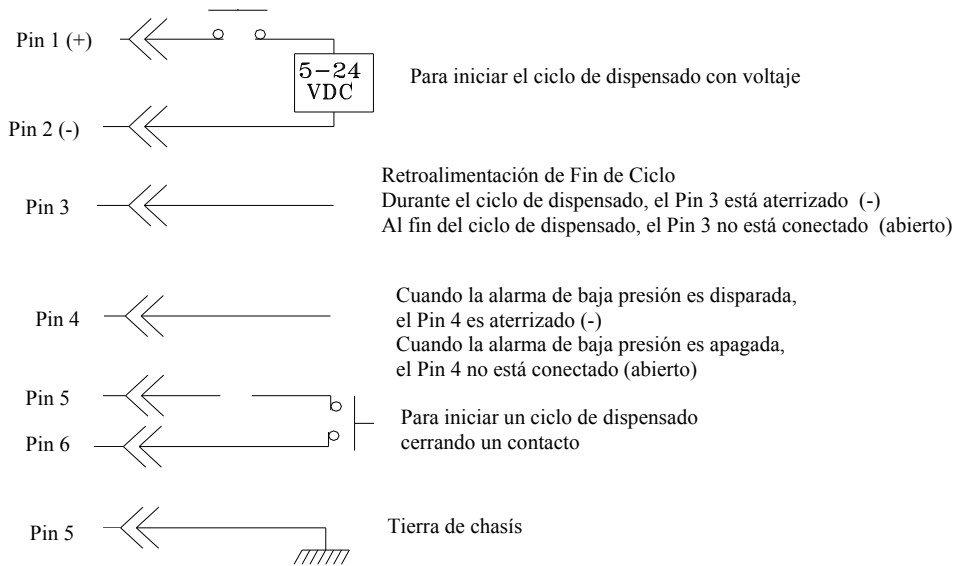 Pin 1 (+)
5-24
VDC
Para iniciar el ciclo de dispensado con voltaje
Pin 2 (-)
Retroalimentación de Fin de Ciclo
Pin 3
Durante el ciclo de dispensado, el Pin 3 está aterrizado (-)
Al fin del ciclo de dispensado, el Pin 3 no está conectado (abierto)
Pin 4
Cuando la alarma de baja presión es disparada,
el Pin 4 es aterrizado (-)
Cuando la alarma de baja presión es apagada,
el Pin 4 no está conectado (abierto)
Pin 5
Pin 6
Para iniciar un ciclo de dispensado
cerrando un contacto
Pin 5
Tierra de chasís